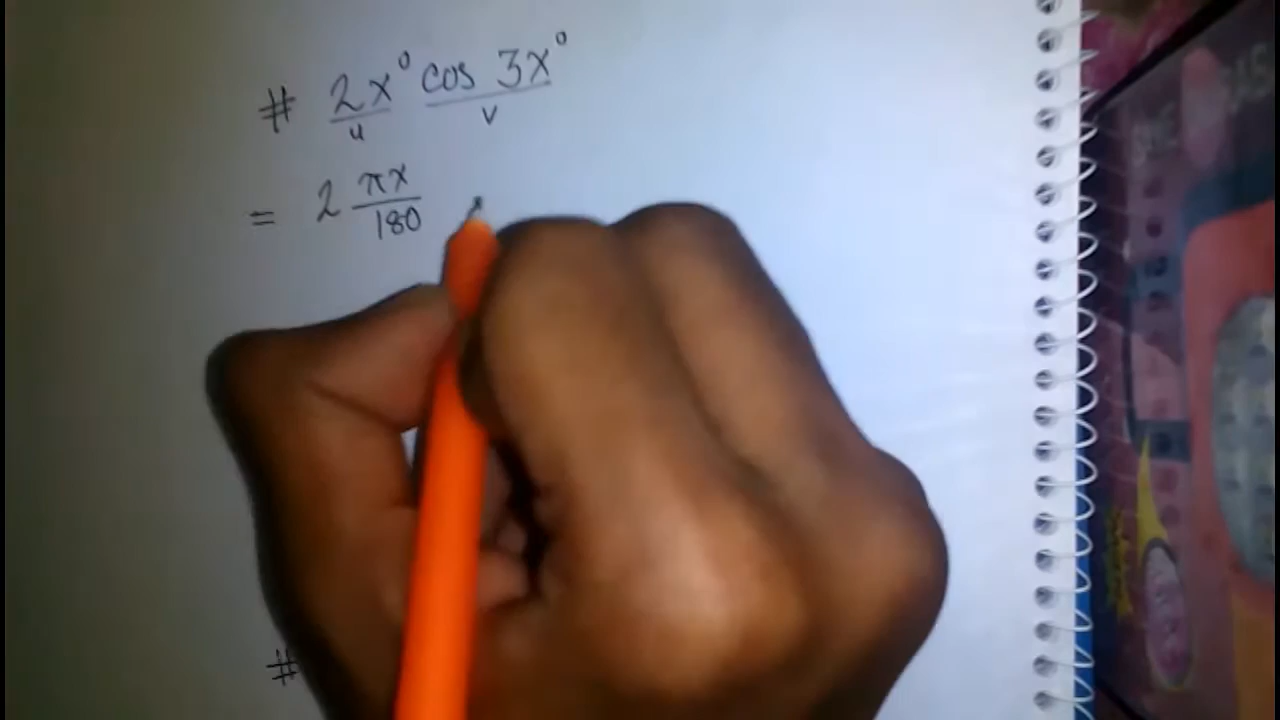 # 2x° cos 3x°
u v
= 2 πx/180
#